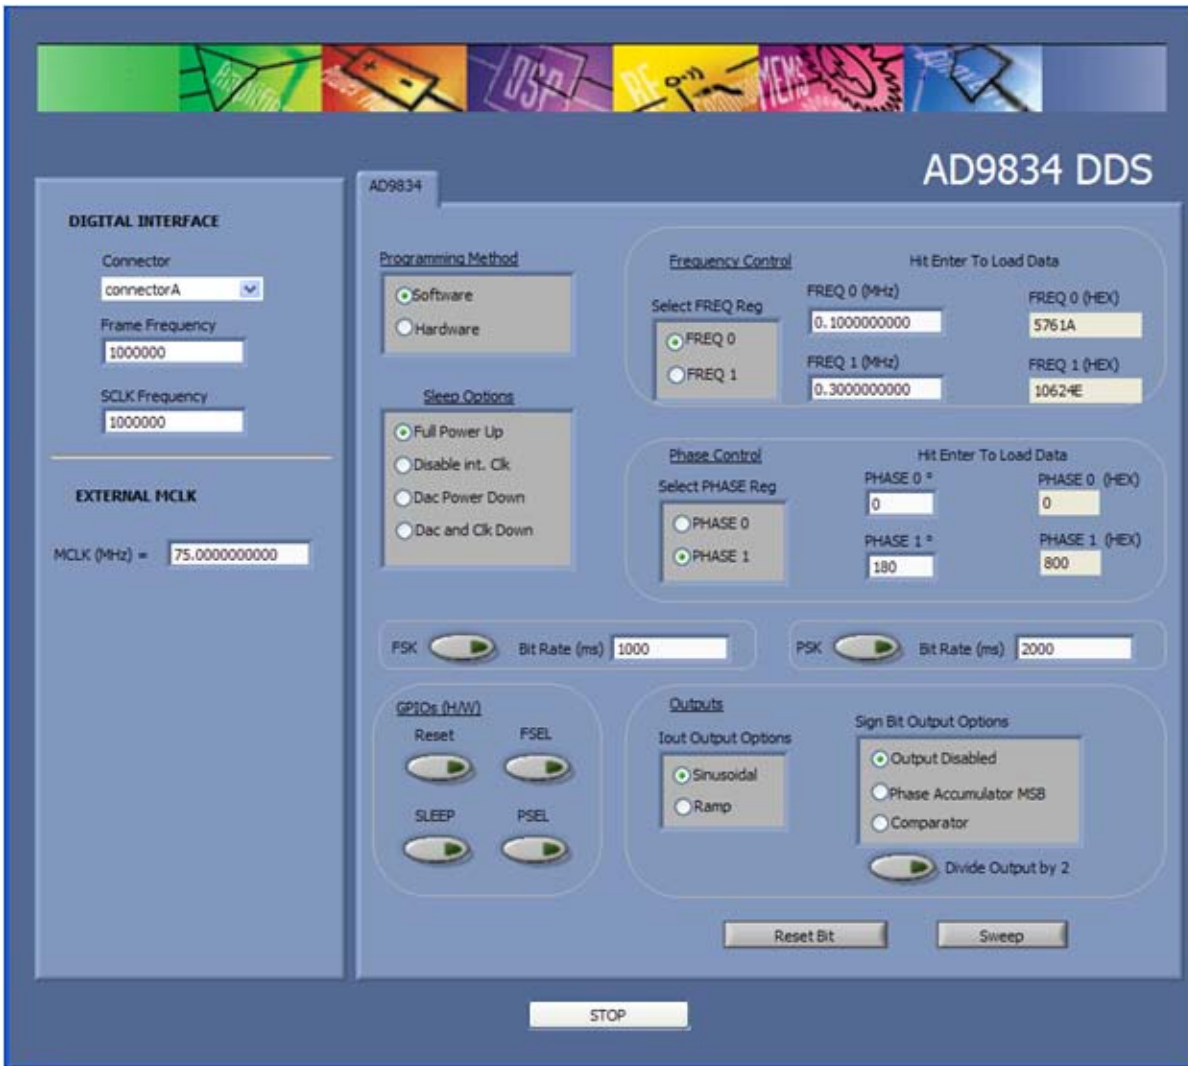 DSP
RF
MEMS
AD9834 DDS
DIGITAL INTERFACE
Connector
connectorA
Frame Frequency
1000000
SCLK Frequency
1000000
EXTERNAL MCLK
MCLK (MHz) = 75.0000000000
AD9834
Programming Method
Software
Hardware
Sleep Options
Full Power Up
Disable int. Clk
Dac Power Down
Dac and Clk Down
Frequency Control
Hit Enter To Load Data
Select FREQ Reg
FREQ 0
FREQ 1
FREQ 0 (MHz)
0.1000000000
FREQ 1 (MHz)
0.3000000000
FREQ 0 (HEX)
5761A
FREQ 1 (HEX)
10624E
Phase Control
Hit Enter To Load Data
Select PHASE Reg
PHASE 0
PHASE 1
PHASE 0 °
0
PHASE 1 °
180
PHASE 0 (HEX)
0
PHASE 1 (HEX)
800
FSK Bit Rate (ms) 1000
PSK Bit Rate (ms) 2000
GPIOs (H/W)
Reset FSEL
SLEEP PSEL
Outputs
Iout Output Options
Sinusoidal
Ramp
Sign Bit Output Options
Output Disabled
Phase Accumulator MSB
Comparator
Divide Output by 2
Reset Bit
Sweep
STOP